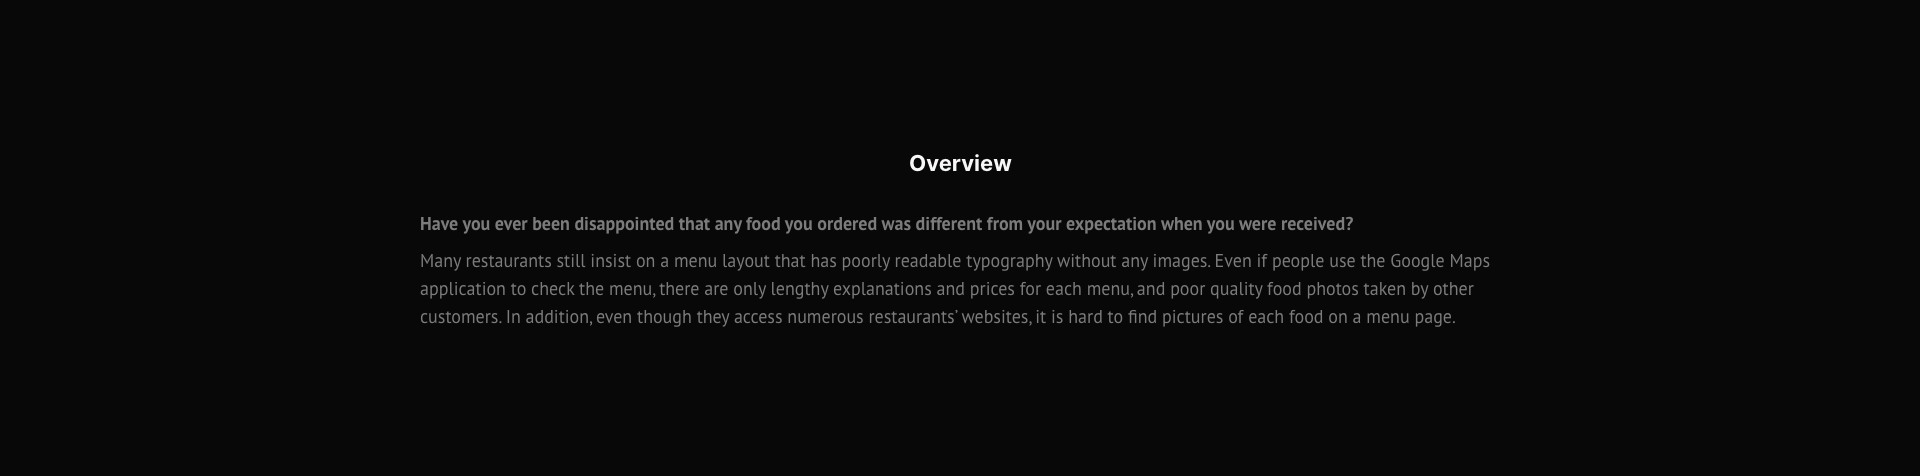 Overview
Have you ever been disappointed that any food you ordered was different from your expectation when you were received?
Many restaurants still insist on a menu layout that has poorly readable typography without any images. Even if people use the Google Maps
application to check the menu, there are only lengthy explanations and prices for each menu, and poor quality food photos taken by other
customers. In addition, even though they access numerous restaurants’ websites, it is hard to find pictures of each food on a menu page.